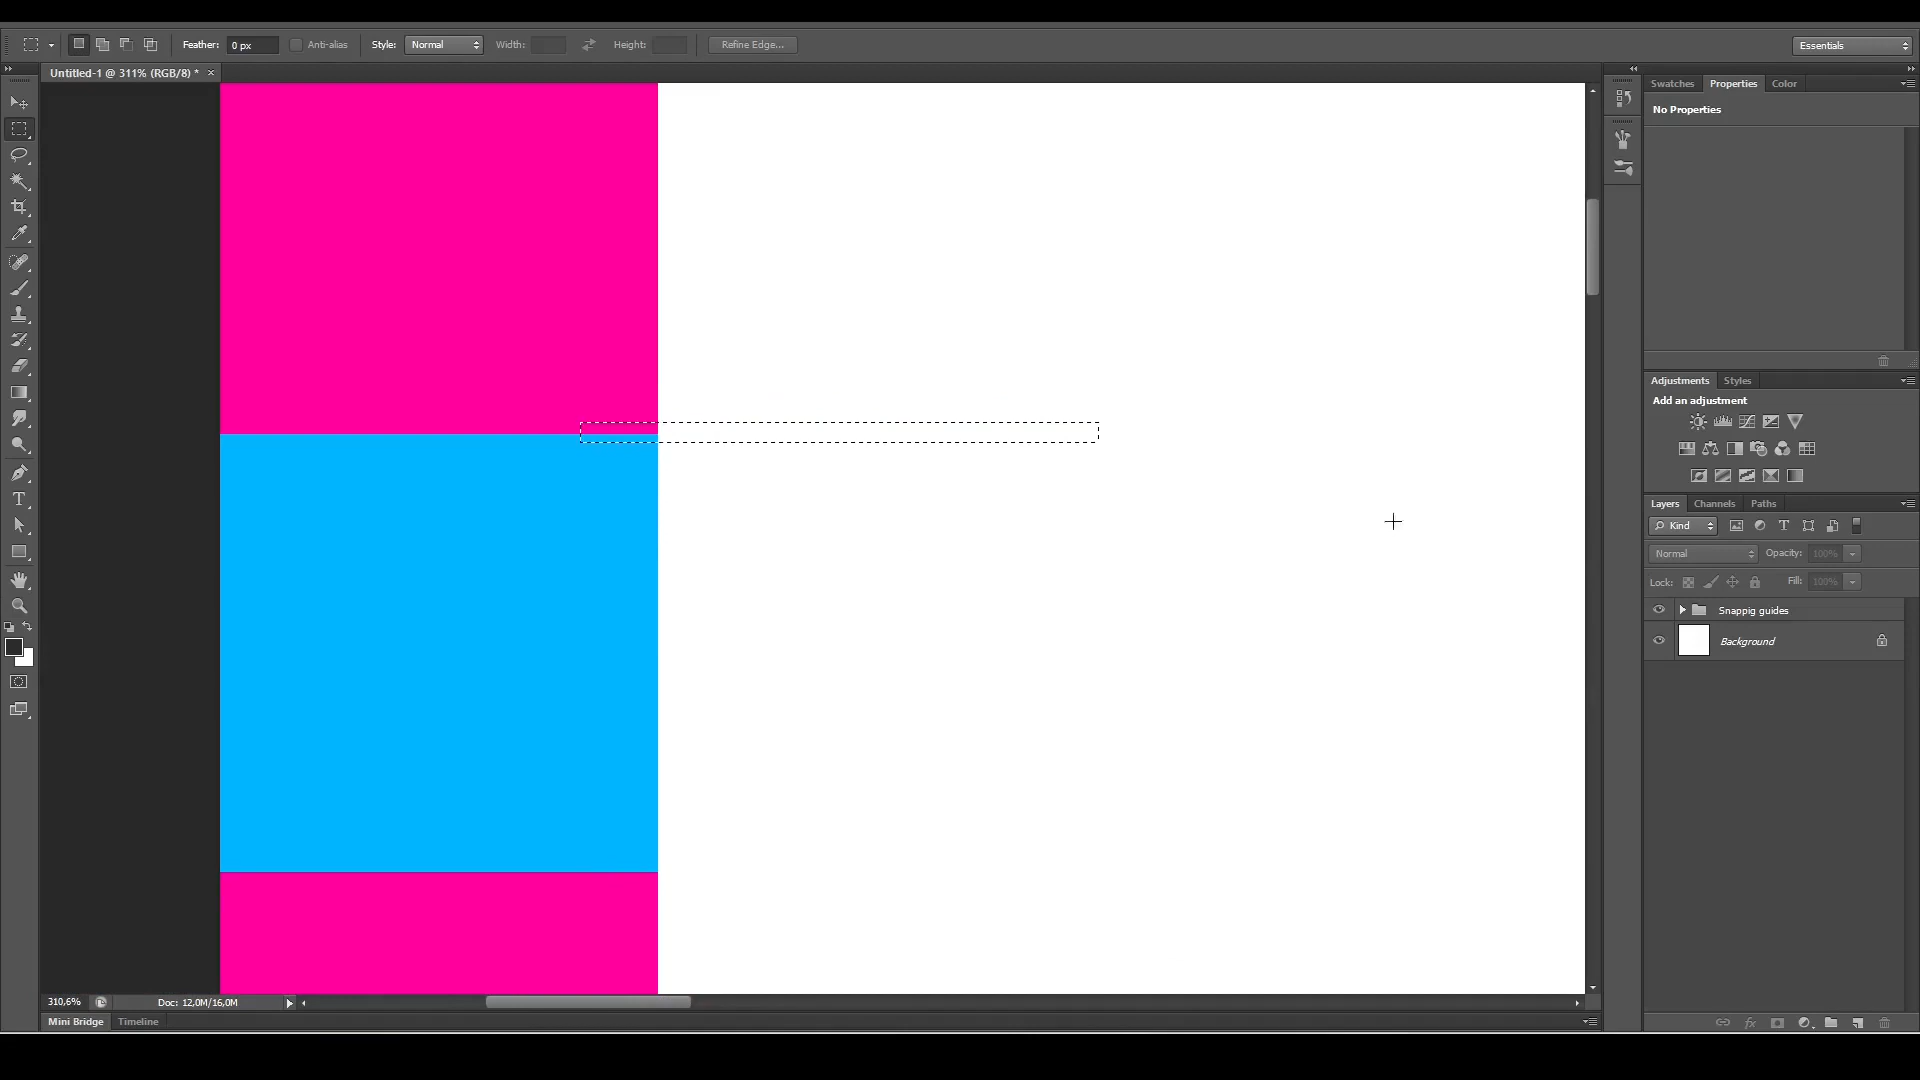 Feather: 0 px Anti-alias Style: Normal Width: Height: Refine Edge... Essentials
Untitled-1 @ 311% (RGB/8) * ×
Swatches Properties Color
No Properties
Adjustments Styles
Add an adjustment
Layers Channels Paths
Kind
Normal Opacity: 100%
Lock: Fill: 100%
Snappig guides
Background
310,6% Doc: 12,0M/16,0M
Mini Bridge Timeline